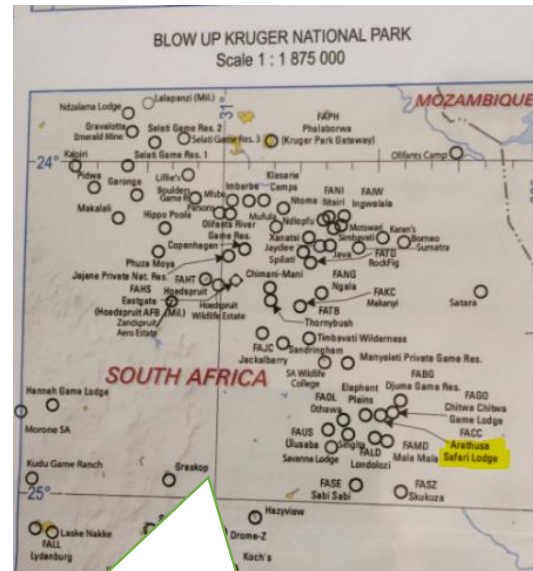 BLOW UP KRUGER NATIONAL PARK
Scale 1 : 1 875 000
Lalapanzi (Mil.)
31°
Ndzalama Lodge
MOZAMBIQUE
FAPH
Phalaborwa
(Kruger Park Gateway)
Gravelotte
Emerald Mine
Selati Game Res. 2
Selati Game Res. 3
Olifants Camp
24°
Kapiri
Selati Game Res. 1
Pidwa
Garonga
Lillie's
Boulders
Game R
Imberbe
Klaserie
Camps
FANI
Ntsiri
FAIW
Ingwelala
Makalali
Parsons
Mfubu
Ntoma
Mafula
Ndlopfu
Motswari
Karan's
Hippo Pools
Olifants River
Game Res.
Xanatsi
Simbavati
Borneo
Copenhagen
Jaydee
Java
Sumatra
Phuza Moya
Spilati
FATD
RockFig
Jajane Private Nat. Res.
FAHT
Hoedspruit
Chimani-Mani
FANG
Ngala
FAHS
Eastgate
(Hoedspruit AFB (Mil.)
Zandspruit
Aero Estate
Hoedspruit
Wildlife Estate
FAKC
Makanyi
Satara
FATB
Thornybush
FAJC
Jackalberry
Timbavati Wilderness
Sandringham
SA Wildlife
College
Manyeleti Private Game Res.
SOUTH AFRICA
FABG
Djuma Game Res.
Elephant
Plains
FAGO
Chitwa Chitwa
Game Lodge
Hannah Game Lodge
FAOL
Othawa
FACC
Arathusa
Safari Lodge
Morone SA
FAUS
Ulusaba
Singita
FAMD
Mala Mala
Savanna Lodge
FALD
Londolozi
Kudu Game Ranch
Graskop
FASE
Sabi Sabi
FASZ
Skukuza
25°
Hazyview
FALL
Lydenburg
Laske Nakke
Drome-Z
Koch's